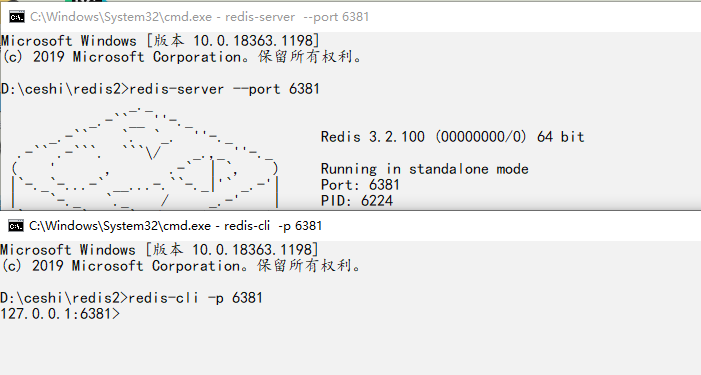 C:\Windows\System32\cmd.exe - redis-server --port 6381
Microsoft Windows [版本 10.0.18363.1198]
(c) 2019 Microsoft Corporation。保留所有权利。
D:\ceshi\redis2>redis-server --port 6381
Redis 3.2.100 (00000000/0) 64 bit
Running in standalone mode
Port: 6381
PID: 6224
C:\Windows\System32\cmd.exe - redis-cli -p 6381
Microsoft Windows [版本 10.0.18363.1198]
(c) 2019 Microsoft Corporation。保留所有权利。
D:\ceshi\redis2>redis-cli -p 6381
127.0.0.1:6381>